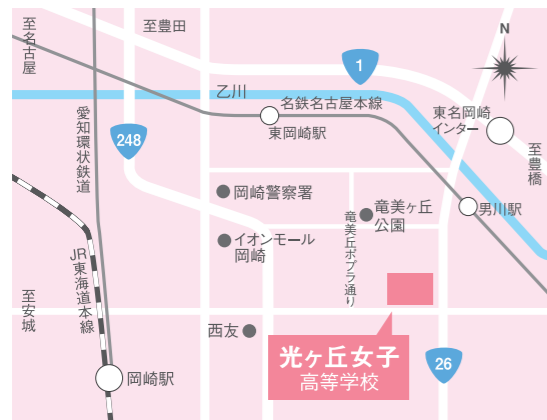 至名古屋
至豊田
N
1
乙川
名鉄名古屋本線
東岡崎駅
東名岡崎
インター
至豊橋
愛知環状鉄道
248
岡崎警察署
竜美ヶ丘
公園
男川駅
竜美丘ポプラ通り
イオンモール
岡崎
JR東海道本線
至安城
西友
光ヶ丘女子
高等学校
26
岡崎駅